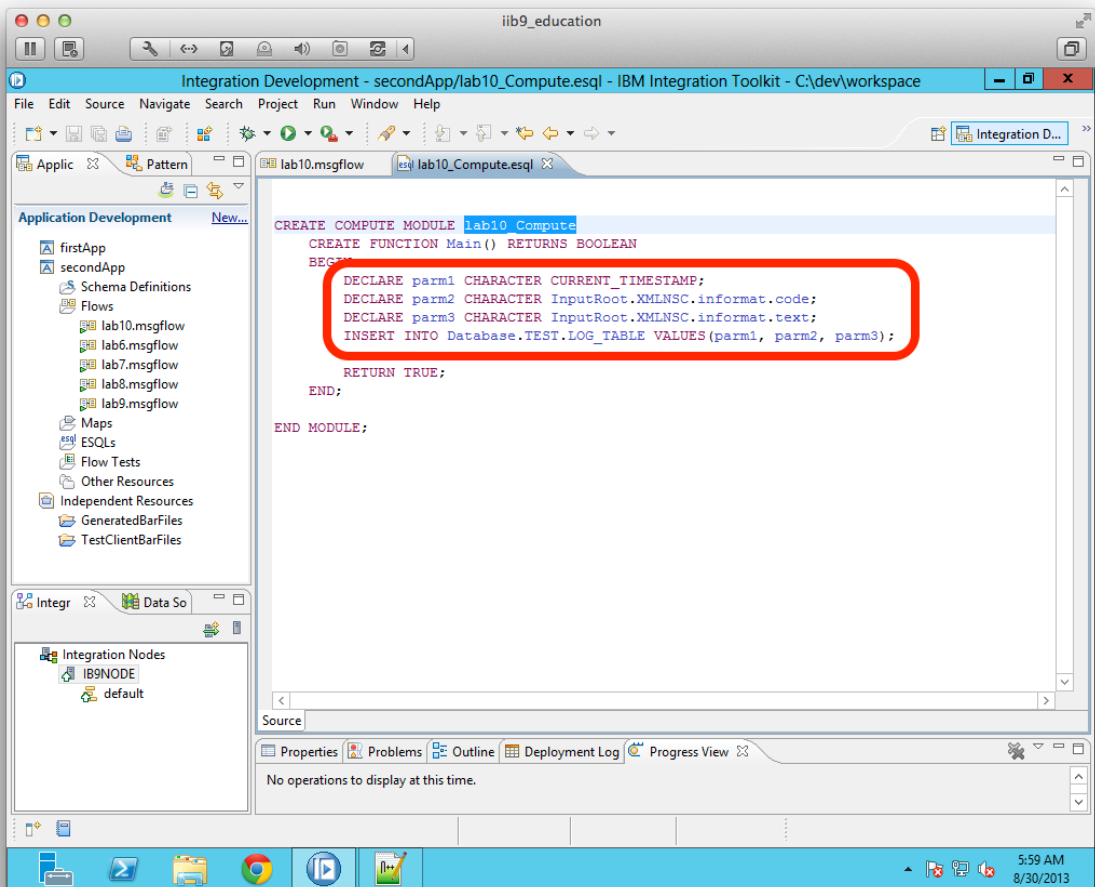 iib9_education
Integration Development - secondApp/lab10_Compute.esql - IBM Integration Toolkit - C:\dev\workspace
File Edit Source Navigate Search Project Run Window Help
Integration D...
Applic
Pattern
lab10.msgflow
esql lab10_Compute.esql
Application Development New...
firstApp
secondApp
Schema Definitions
Flows
lab10.msgflow
lab6.msgflow
lab7.msgflow
lab8.msgflow
lab9.msgflow
Maps
esql ESQLs
Flow Tests
Other Resources
Independent Resources
GeneratedBarFiles
TestClientBarFiles
CREATE COMPUTE MODULE lab10_Compute
CREATE FUNCTION Main() RETURNS BOOLEAN
BEGIN
DECLARE parm1 CHARACTER CURRENT_TIMESTAMP;
DECLARE parm2 CHARACTER InputRoot.XMLNSC.informat.code;
DECLARE parm3 CHARACTER InputRoot.XMLNSC.informat.text;
INSERT INTO Database.TEST.LOG_TABLE VALUES(parm1, parm2, parm3);
RETURN TRUE;
END;
END MODULE;
Source
Integr
Data So
Integration Nodes
IB9NODE
default
Properties Problems Outline Deployment Log Progress View
No operations to display at this time.
5:59 AM
8/30/2013